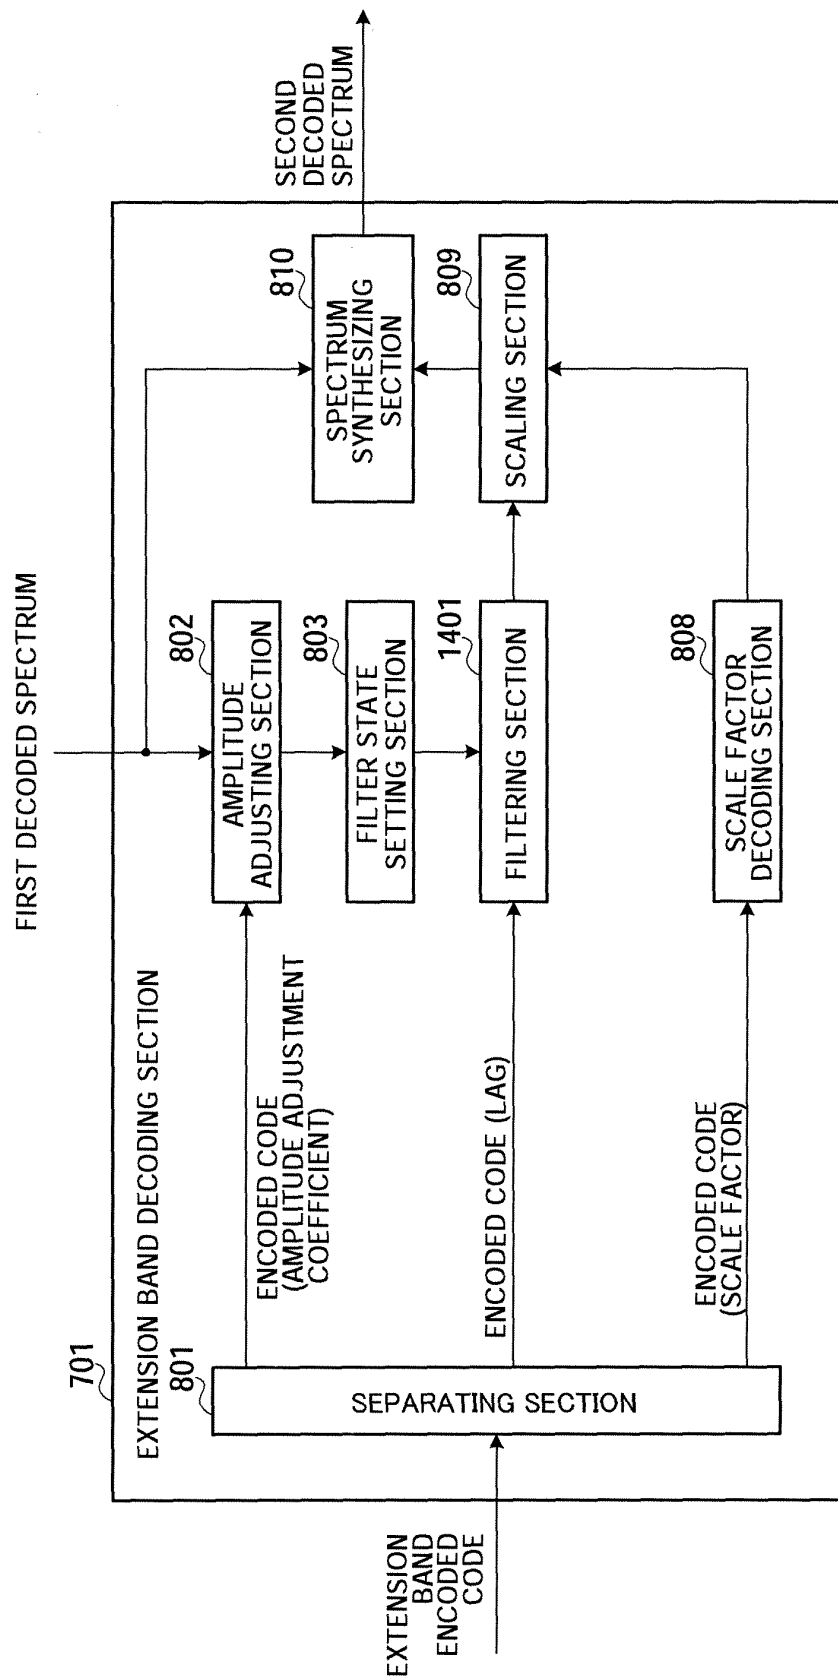 FIRST DECODED SPECTRUM
701
EXTENSION BAND DECODING SECTION
EXTENSION
BAND
ENCODED
CODE
801
SEPARATING SECTION
ENCODED CODE
(AMPLITUDE ADJUSTMENT
COEFFICIENT)
ENCODED CODE (LAG)
ENCODED CODE
(SCALE FACTOR)
802
AMPLITUDE
ADJUSTING SECTION
803
FILTER STATE
SETTING SECTION
1401
FILTERING SECTION
808
SCALE FACTOR
DECODING SECTION
810
SPECTRUM
SYNTHESIZING
SECTION
809
SCALING SECTION
SECOND
DECODED
SPECTRUM